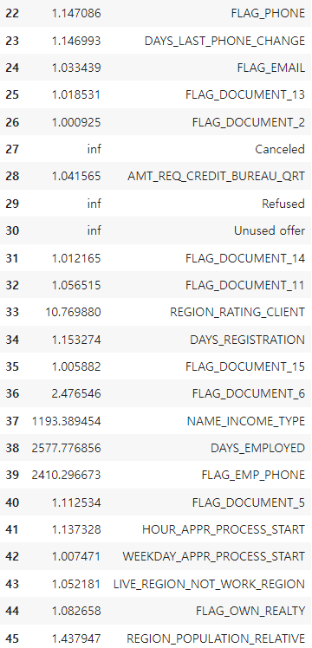 22 1.147086 FLAG_PHONE
23 1.146993 DAYS_LAST_PHONE_CHANGE
24 1.033439 FLAG_EMAIL
25 1.018531 FLAG_DOCUMENT_13
26 1.000925 FLAG_DOCUMENT_2
27 inf Canceled
28 1.041565 AMT_REQ_CREDIT_BUREAU_QRT
29 inf Refused
30 inf Unused offer
31 1.012165 FLAG_DOCUMENT_14
32 1.056515 FLAG_DOCUMENT_11
33 10.769880 REGION_RATING_CLIENT
34 1.153274 DAYS_REGISTRATION
35 1.005882 FLAG_DOCUMENT_15
36 2.476546 FLAG_DOCUMENT_6
37 1193.389454 NAME_INCOME_TYPE
38 2577.776856 DAYS_EMPLOYED
39 2410.296673 FLAG_EMP_PHONE
40 1.112534 FLAG_DOCUMENT_5
41 1.137328 HOUR_APPR_PROCESS_START
42 1.007471 WEEKDAY_APPR_PROCESS_START
43 1.052181 LIVE_REGION_NOT_WORK_REGION
44 1.082658 FLAG_OWN_REALTY
45 1.437947 REGION_POPULATION_RELATIVE